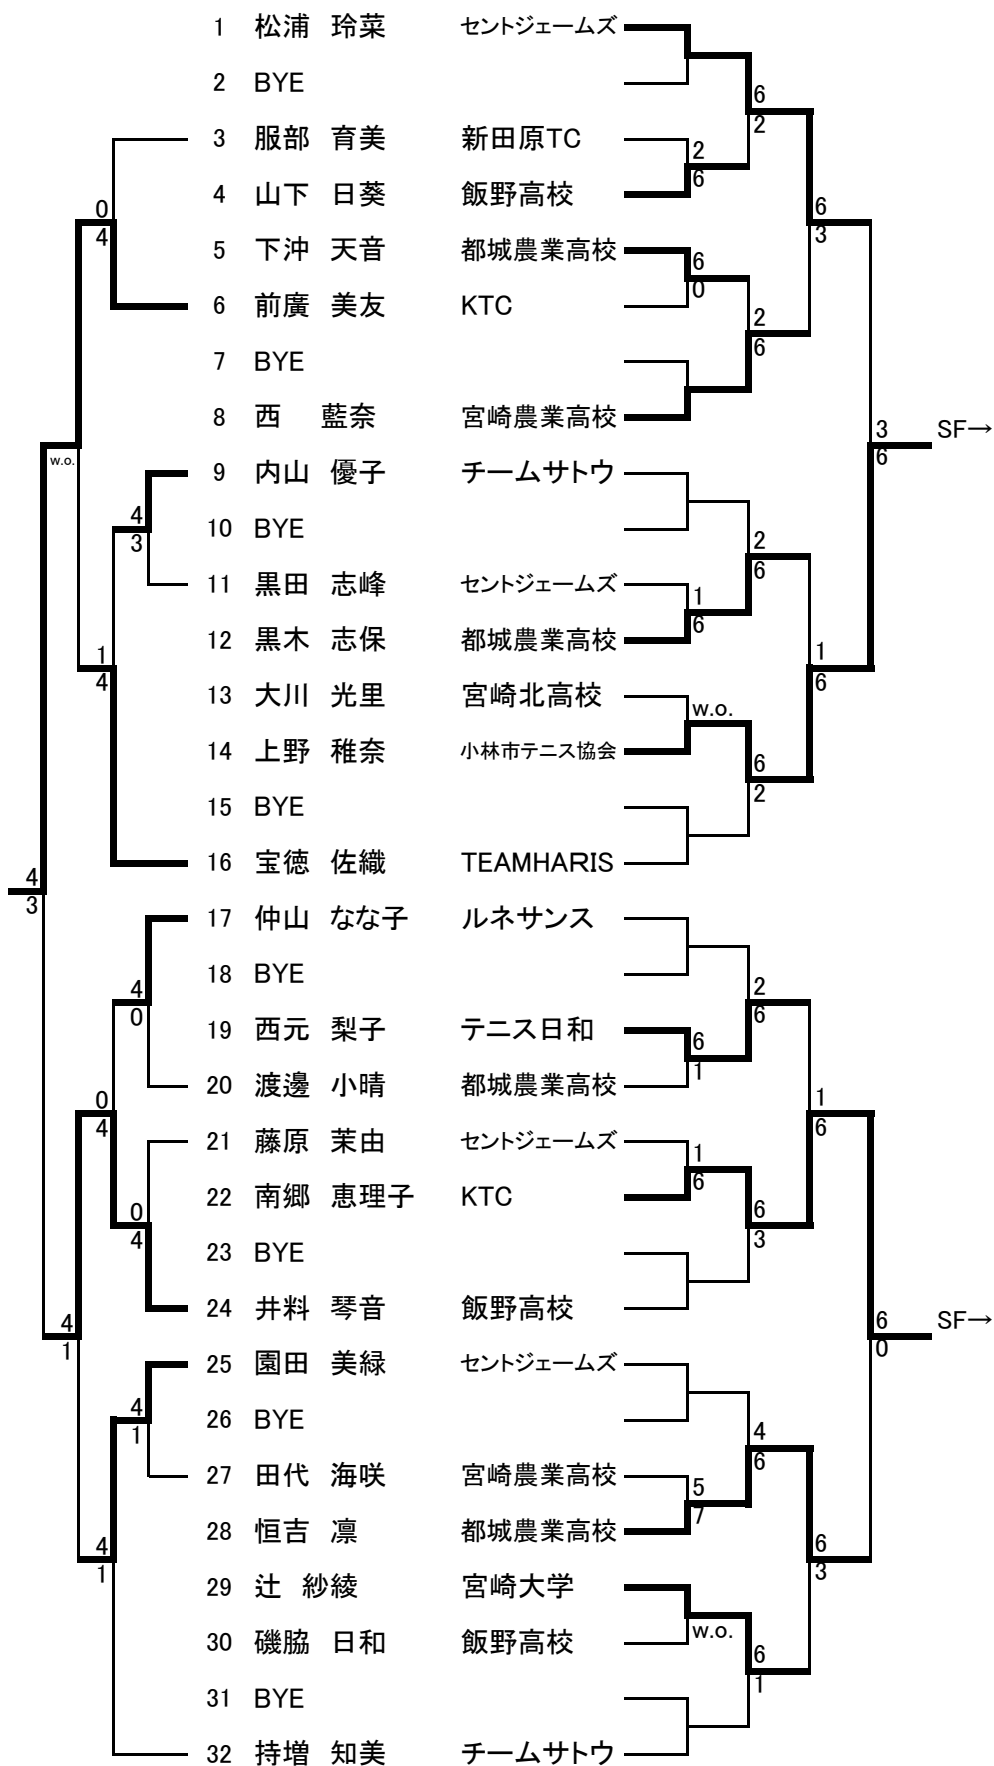 1 松浦 玲菜 セントジェームズ
2 BYE
6
2
3 服部 育美 新田原TC
2
6
4 山下 日葵 飯野高校
0
4
6
3
5 下沖 天音 都城農業高校
6
0
6 前廣 美友 KTC
2
6
7 BYE
8 西 藍奈 宮崎農業高校
w.o.
3
6
SF→
9 内山 優子 チームサトウ
4
3
10 BYE
2
6
11 黒田 志峰 セントジェームズ
1
6
12 黒木 志保 都城農業高校
1
4
1
6
13 大川 光里 宮崎北高校
w.o.
14 上野 稚奈 小林市テニス協会
6
2
15 BYE
16 宝徳 佐織 TEAMHARIS
4
3
17 仲山 なな子 ルネサンス
18 BYE
4
0
2
6
19 西元 梨子 テニス日和
6
1
20 渡邊 小晴 都城農業高校
0
4
1
6
21 藤原 茉由 セントジェームズ
1
6
22 南郷 恵理子 KTC
0
4
6
3
23 BYE
24 井料 琴音 飯野高校
4
1
6
0
SF→
25 園田 美緑 セントジェームズ
4
1
26 BYE
4
6
27 田代 海咲 宮崎農業高校
5
7
28 恒吉 凛 都城農業高校
4
1
6
3
29 辻 紗綾 宮崎大学
w.o.
30 磯脇 日和 飯野高校
6
1
31 BYE
32 持増 知美 チームサトウ